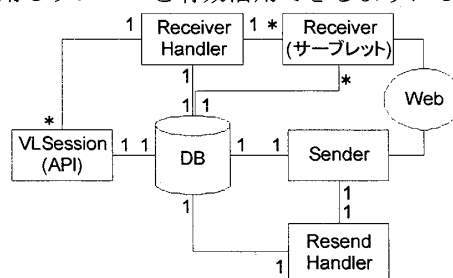 1 Receiver Handler 1 * Receiver (サーブレット)
* 1 1 1 *
Web
VLSession (API) 1 1 DB 1 1 Sender
1 1
1 1 Resend Handler